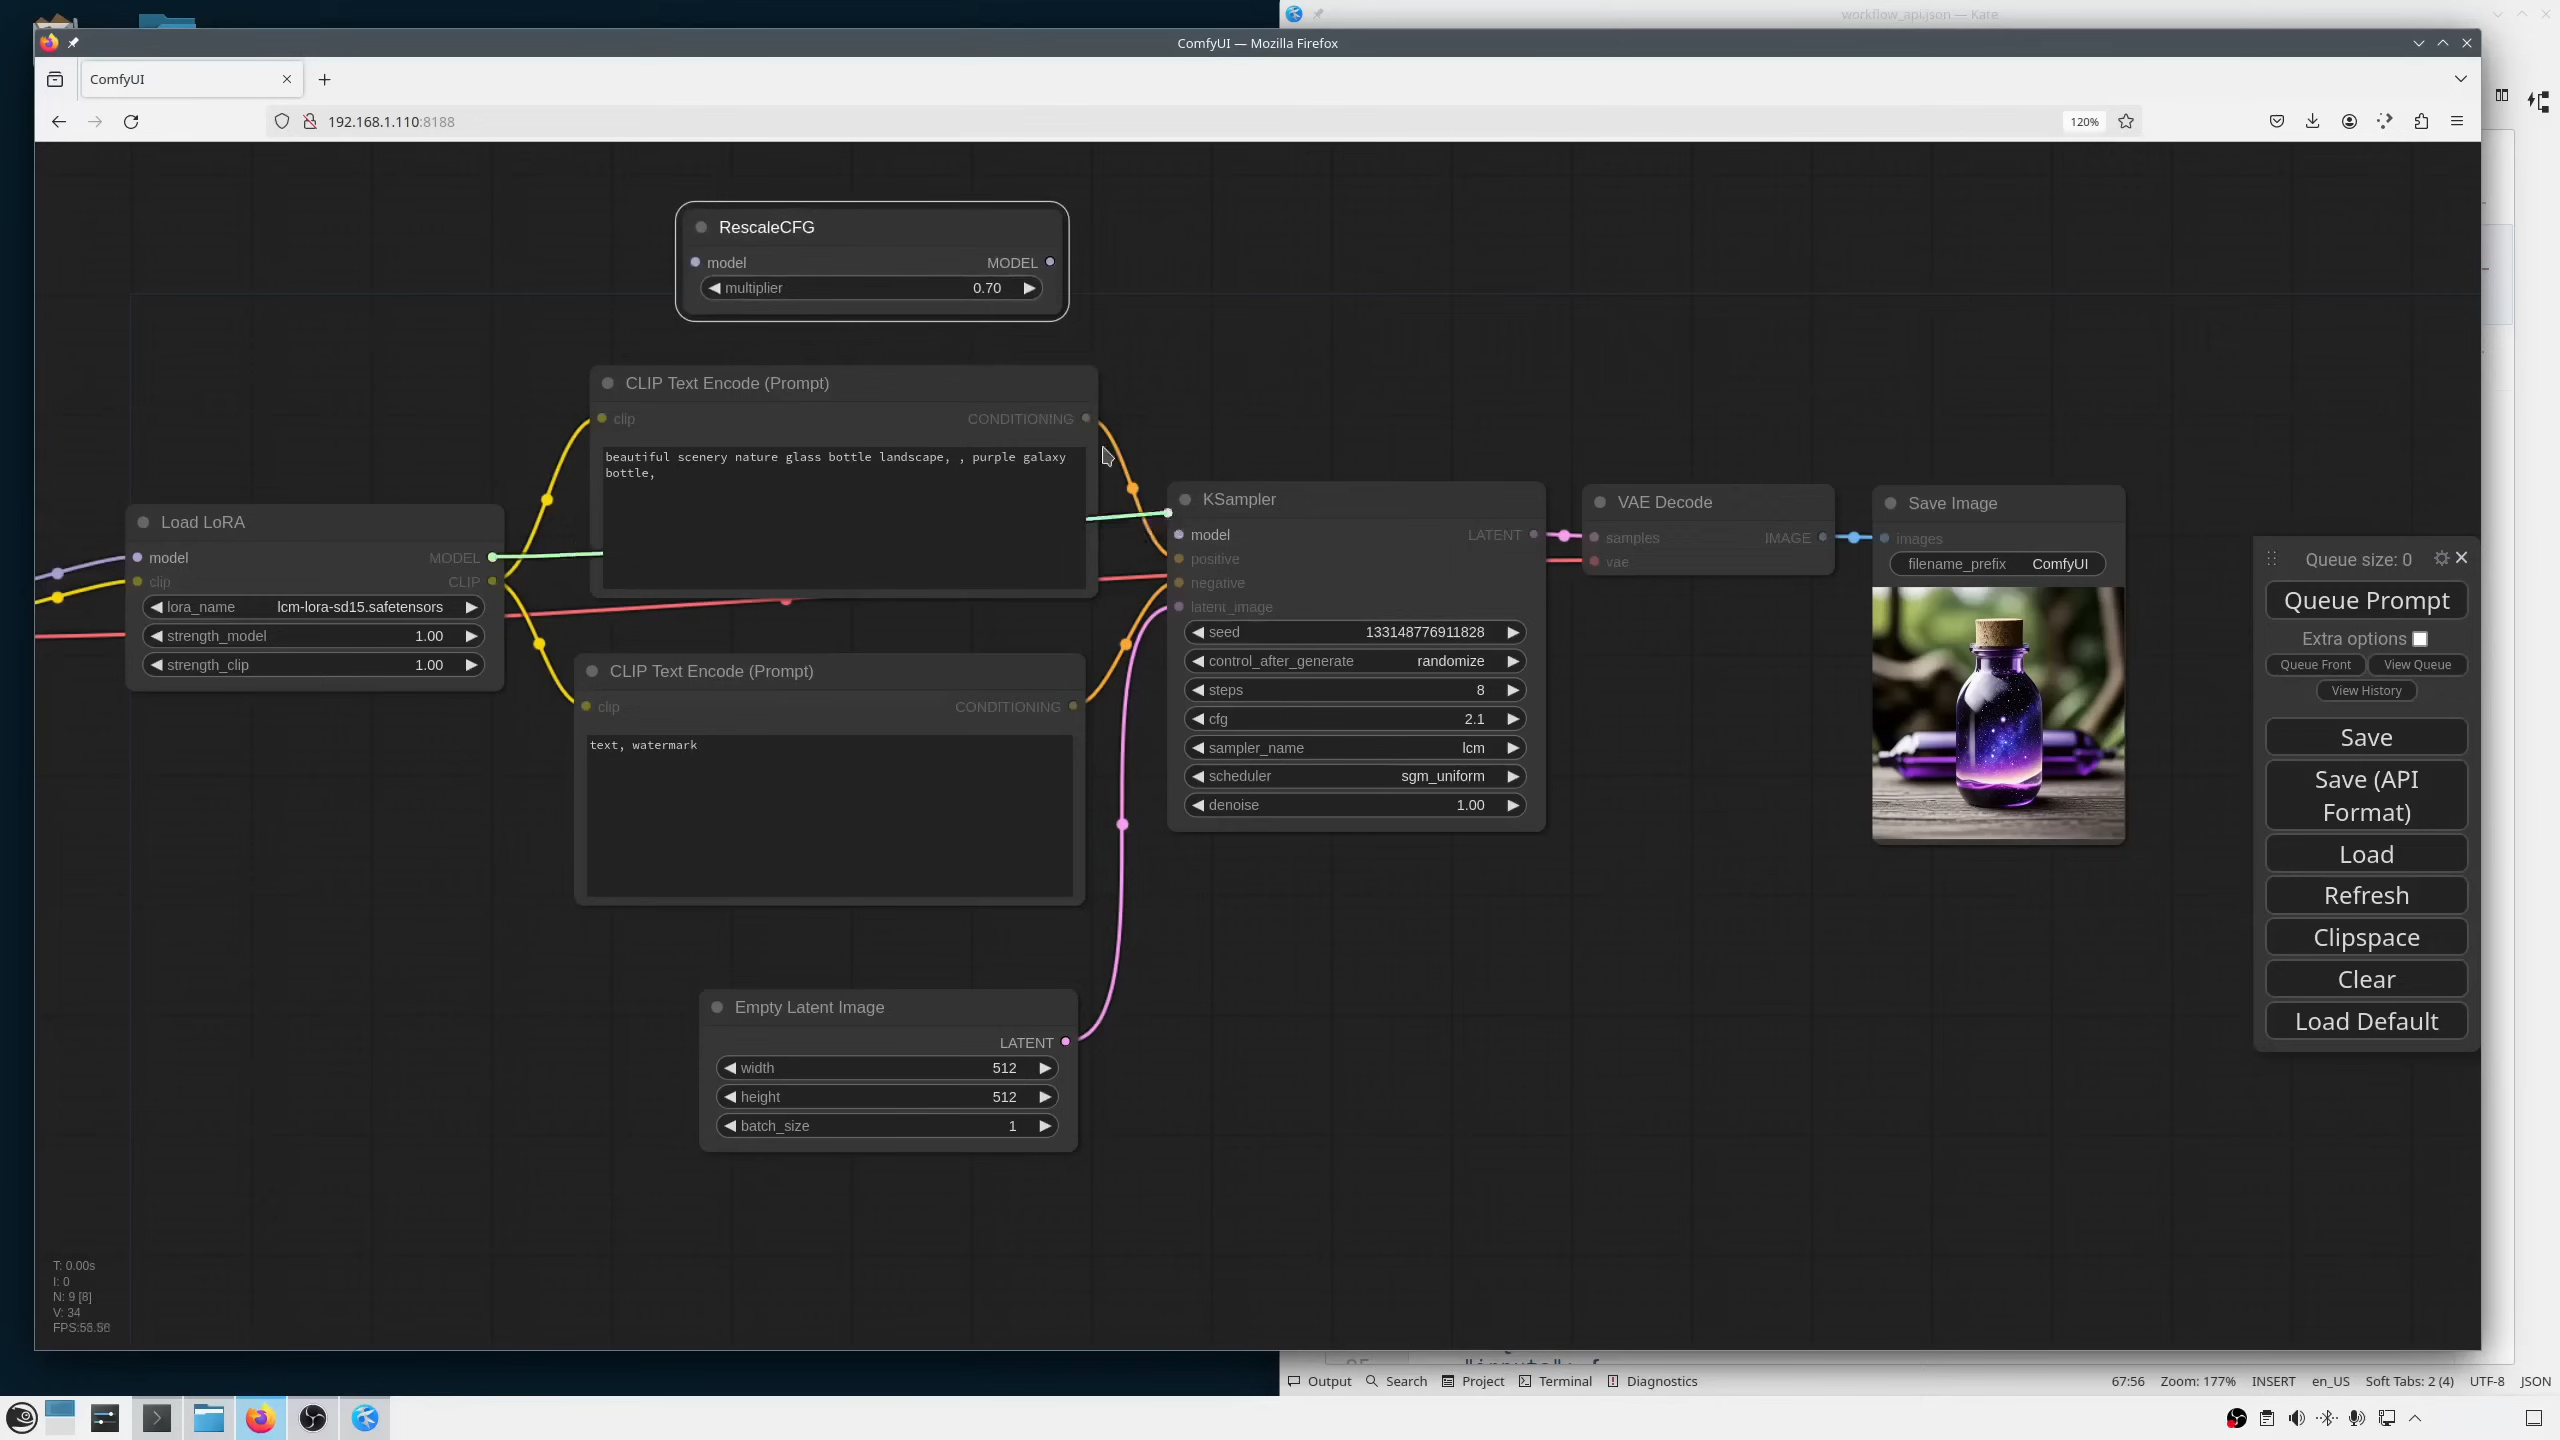 workflow_api.json — Kate
ComfyUI — Mozilla Firefox
ComfyUI
192.168.1.110:8188
120%
RescaleCFG
model MODEL
multiplier 0.70
CLIP Text Encode (Prompt)
clip CONDITIONING
beautiful scenery nature glass bottle landscape, , purple galaxy
bottle,
Load LoRA
model MODEL
clip CLIP
lora_name lcm-lora-sd15.safetensors
strength_model 1.00
strength_clip 1.00
CLIP Text Encode (Prompt)
clip CONDITIONING
text, watermark
Empty Latent Image
LATENT
width 512
height 512
batch_size 1
KSampler
model LATENT
positive
negative
latent_image
seed 133148776911828
control_after_generate randomize
steps 8
cfg 2.1
sampler_name lcm
scheduler sgm_uniform
denoise 1.00
VAE Decode
samples IMAGE
vae
Save Image
images
filename_prefix ComfyUI
Queue size: 0
Queue Prompt
Extra options
Queue Front View Queue
View History
Save
Save (API
Format)
Load
Refresh
Clipspace
Clear
Load Default
T: 0.00s
I: 0
N: 9 [8]
V: 34
Output Search Project Terminal Diagnostics
67:56 Zoom: 177% INSERT en_US Soft Tabs: 2 (4) UTF-8 JSON